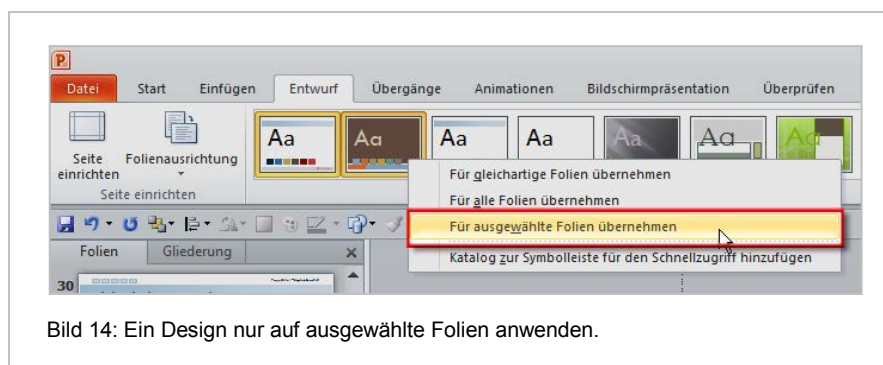 Datei Start Einfügen Entwurf Übergänge Animationen Bildschirmpräsentation Überprüfen
Seite einrichten
Folienausrichtung
Aa Aa Aa Aa Aa Aa Aa
Seite einrichten
Für gleichartige Folien übernehmen
Für alle Folien übernehmen
Für ausgewählte Folien übernehmen
Katalog zur Symbolleiste für den Schnellzugriff hinzufügen
Folien Gliederung
30
Bild 14: Ein Design nur auf ausgewählte Folien anwenden.